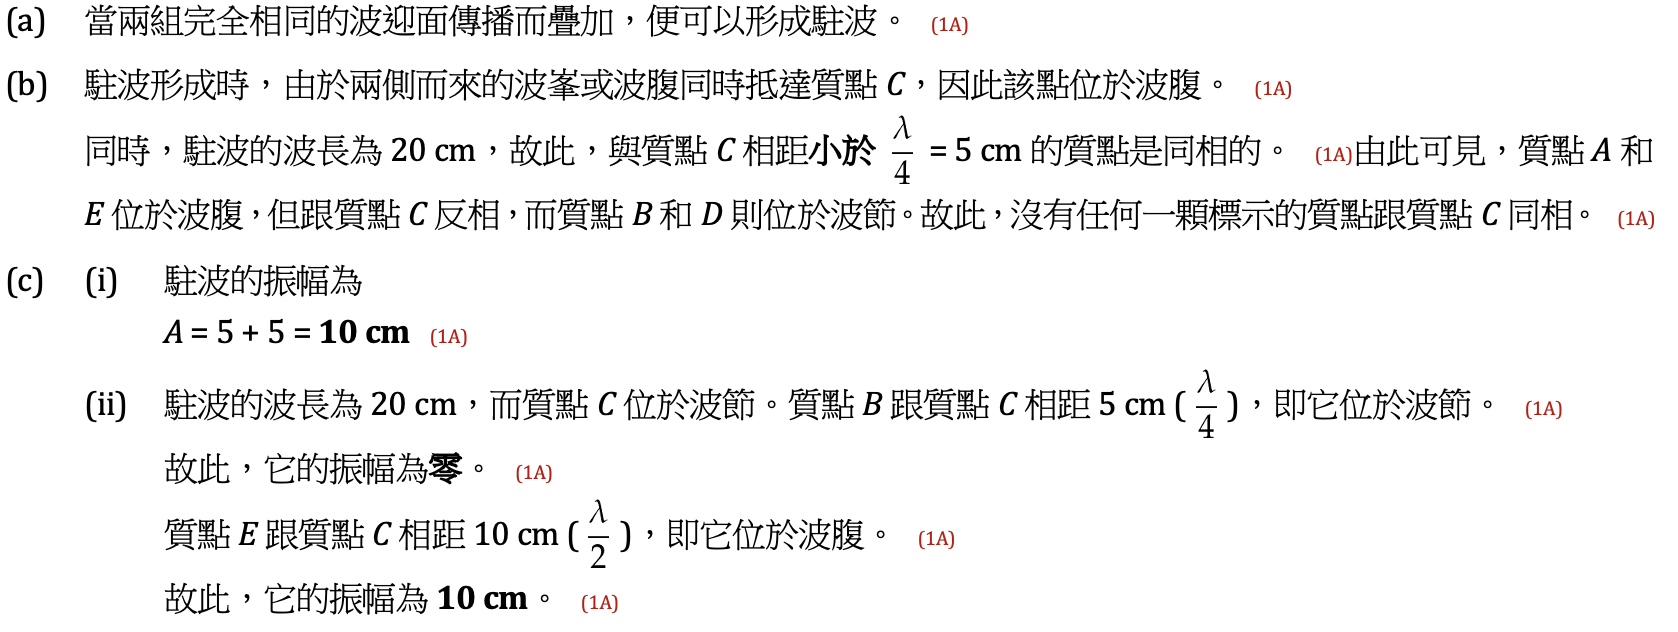 (a) 當兩組完全相同的波迎面傳播而疊加，便可以形成駐波。 (1A)
(b) 駐波形成時，由於兩側而來的波峯或波腹同時抵達質點 C，因此該點位於波腹。 (1A)
同時，駐波的波長為 20 cm，故此，與質點 C 相距小於 λ/4 = 5 cm 的質點是同相的。 (1A)由此可見，質點 A 和
E 位於波腹，但跟質點 C 反相，而質點 B 和 D 則位於波節。故此，沒有任何一顆標示的質點跟質點 C 同相。 (1A)
(c) (i) 駐波的振幅為
A = 5 + 5 = 10 cm (1A)
(ii) 駐波的波長為 20 cm，而質點 C 位於波節。質點 B 跟質點 C 相距 5 cm (λ/4)，即它位於波節。 (1A)
故此，它的振幅為零。 (1A)
質點 E 跟質點 C 相距 10 cm (λ/2)，即它位於波腹。 (1A)
故此，它的振幅為 10 cm。 (1A)